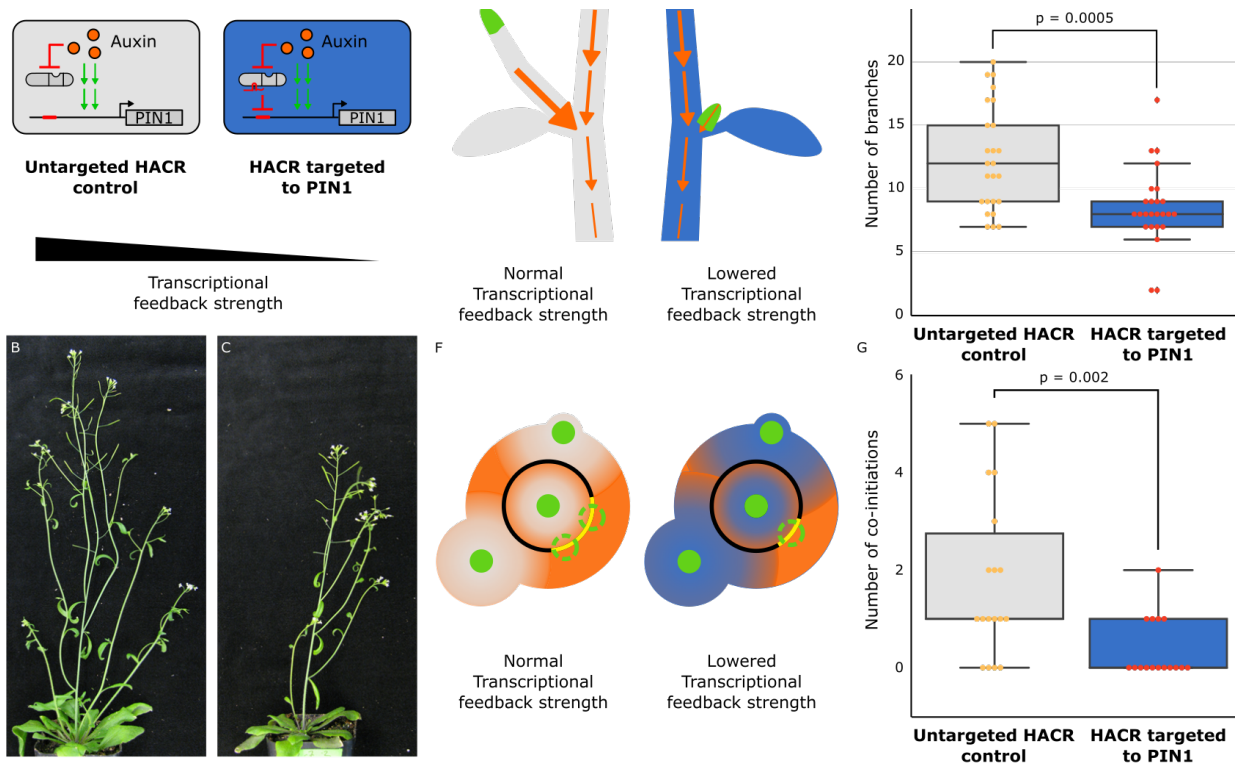 Auxin
PIN1
Untargeted HACR
control
Auxin
PIN1
HACR targeted
to PIN1
Transcriptional
feedback strength
Normal
Transcriptional
feedback strength
Lowered
Transcriptional
feedback strength
p = 0.0005
Number of branches
20
15
10
5
0
Untargeted HACR
control
HACR targeted
to PIN1
B
C
F
Normal
Transcriptional
feedback strength
Lowered
Transcriptional
feedback strength
G
p = 0.002
Number of co-initiations
6
4
2
0
Untargeted HACR
control
HACR targeted
to PIN1